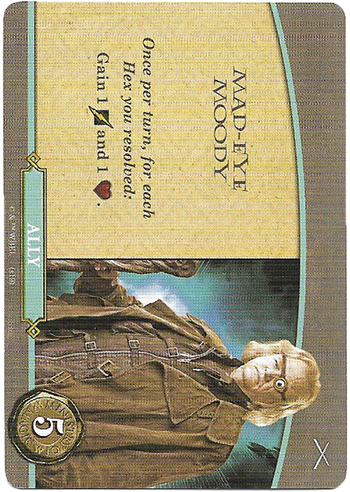 MAD-EYE
MOODY
Once per turn, for each
Hex you resolved:
Gain 1 and 1 .
ALLY
5
X